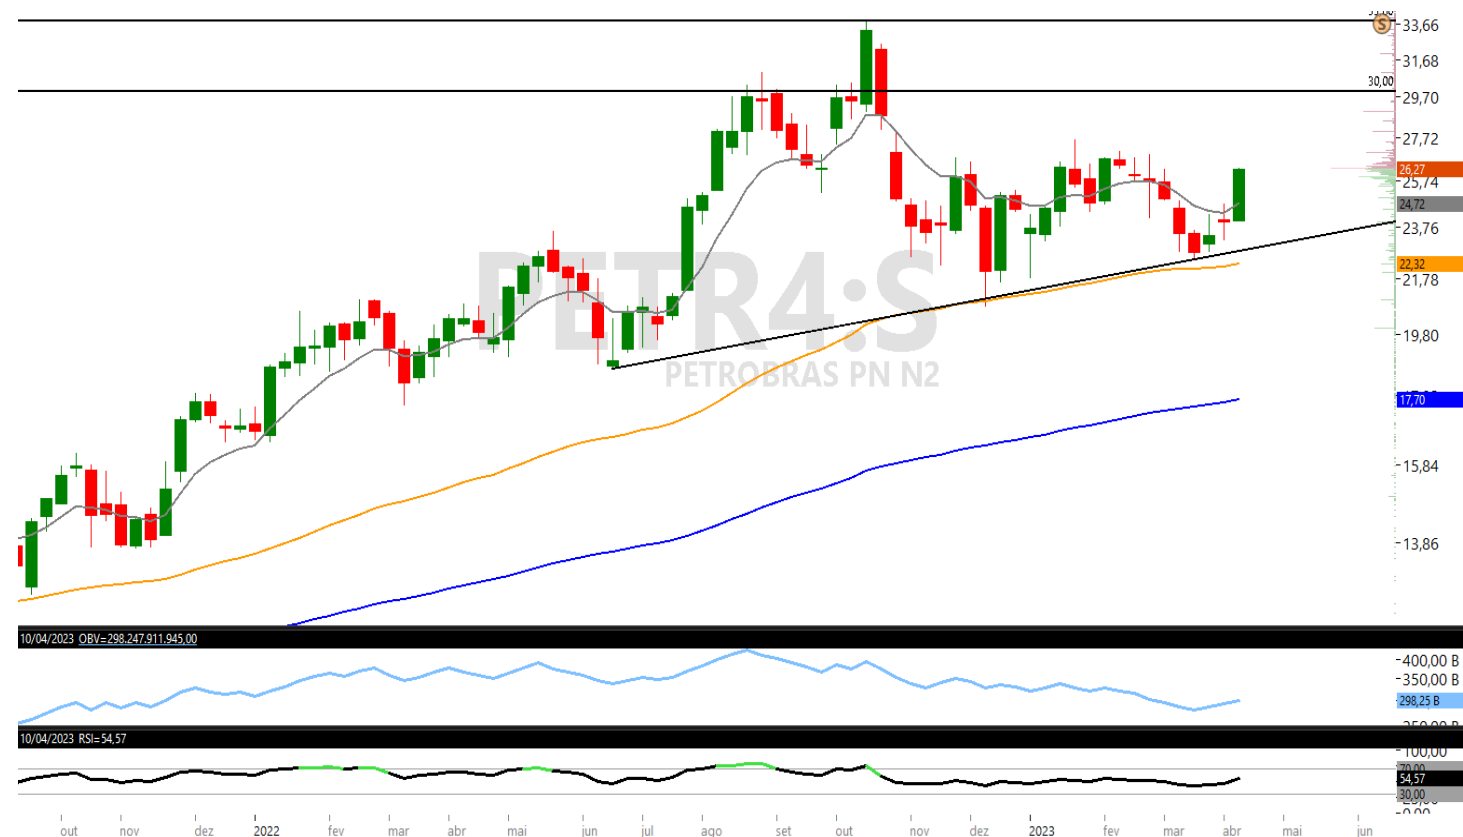 S
33,66
31,68
30,00
29,70
27,72
26,27
25,74
24,72
23,76
22,32
21,78
19,80
PETR4:S
PETROBRAS PN N2
17,70
15,84
13,86
10/04/2023 OBV=298.247.911.945,00
400,00 B
350,00 B
298,25 B
10/04/2023 RSI=54,57
100,00
70,00
54,57
30,00
out nov dez 2022 fev mar abr mai jun jul ago set out nov dez 2023 fev mar abr mai jun